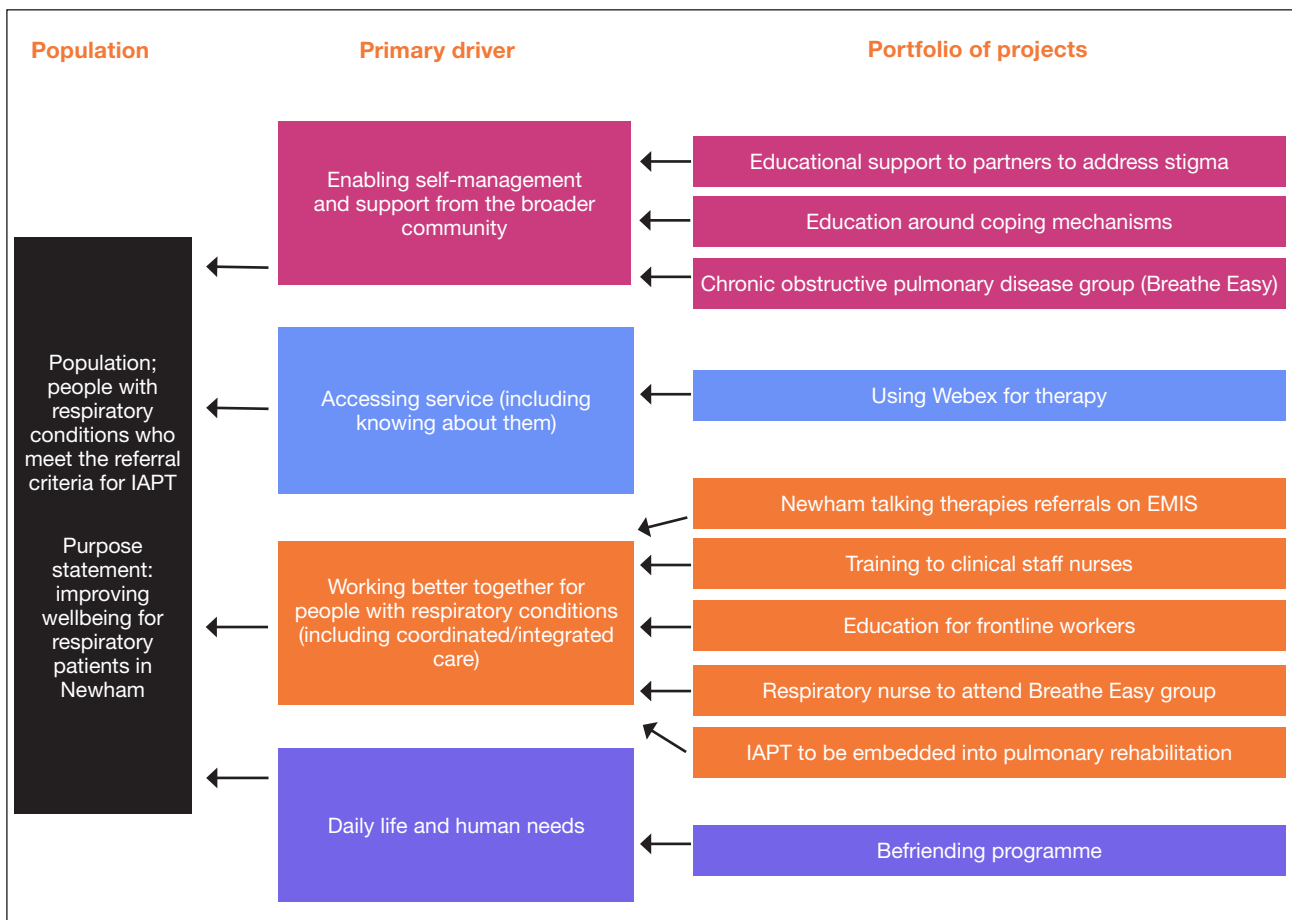 Population
Primary driver
Portfolio of projects
Population;
people with
respiratory
conditions who
meet the referral
criteria for IAPT
Purpose
statement:
improving
wellbeing for
respiratory
patients in
Newham
Enabling self-management
and support from the broader
community
Educational support to partners to address stigma
Education around coping mechanisms
Chronic obstructive pulmonary disease group (Breathe Easy)
Accessing service (including
knowing about them)
Using Webex for therapy
Working better together for
people with respiratory conditions
(including coordinated/integrated
care)
Newham talking therapies referrals on EMIS
Training to clinical staff nurses
Education for frontline workers
Respiratory nurse to attend Breathe Easy group
IAPT to be embedded into pulmonary rehabilitation
Daily life and human needs
Befriending programme